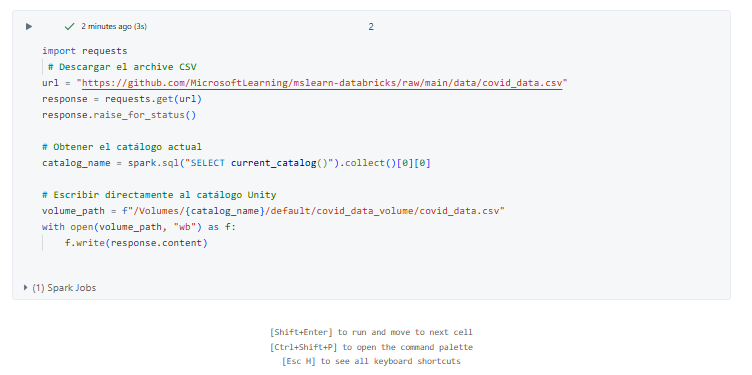 2 minutes ago (3s)
2
import requests
# Descargar el archive CSV
url = "https://github.com/MicrosoftLearning/mslearn-databricks/raw/main/data/covid_data.csv"
response = requests.get(url)
response.raise_for_status()
# Obtener el catálogo actual
catalog_name = spark.sql("SELECT current_catalog()").collect()[0][0]
# Escribir directamente al catálogo Unity
volume_path = f"/Volumes/{catalog_name}/default/covid_data_volume/covid_data.csv"
with open(volume_path, "wb") as f:
    f.write(response.content)
(1) Spark Jobs
[Shift+Enter] to run and move to next cell
[Ctrl+Shift+P] to open the command palette
[Esc H] to see all keyboard shortcuts